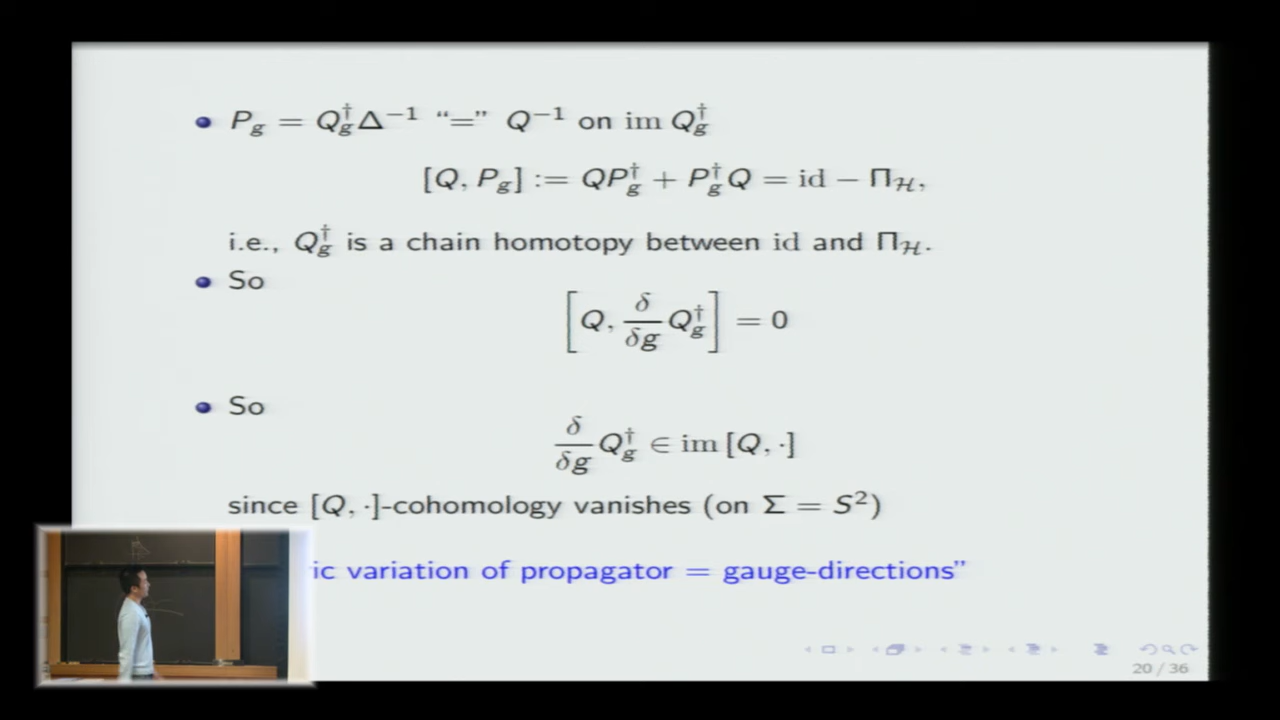 P_g = Q_g^† Δ^{-1} “=” Q^{-1} on im Q_g^†
[Q, P_g] := QP_g^† + P_g^†Q = id − Π_ℋ,
i.e., Q_g^† is a chain homotopy between id and Π_ℋ.
So
[Q, δ/δg Q_g^†] = 0
So
δ/δg Q_g^† ∈ im [Q, ·]
since [Q, ·]-cohomology vanishes (on Σ = S²)
variation of propagator = gauge-directions”
20 / 36